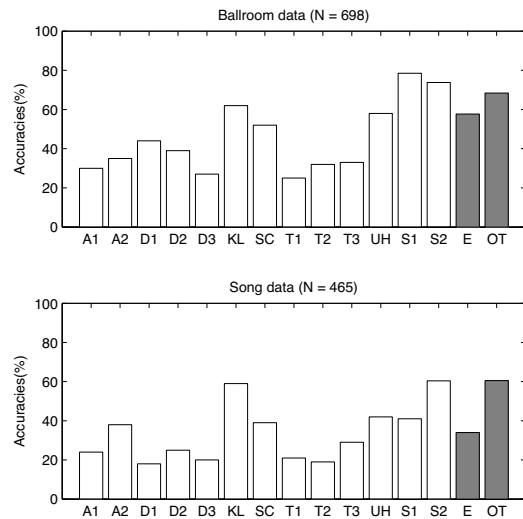 Ballroom data (N = 698)
Accuracies(%)
100
80
60
40
20
0
A1 A2 D1 D2 D3 KL SC T1 T2 T3 UH S1 S2 E OT
Song data (N = 465)
Accuracies(%)
100
80
60
40
20
0
A1 A2 D1 D2 D3 KL SC T1 T2 T3 UH S1 S2 E OT